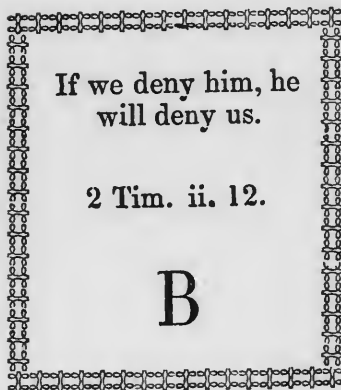 If we deny him, he
will deny us.
2 Tim. ii. 12.
B